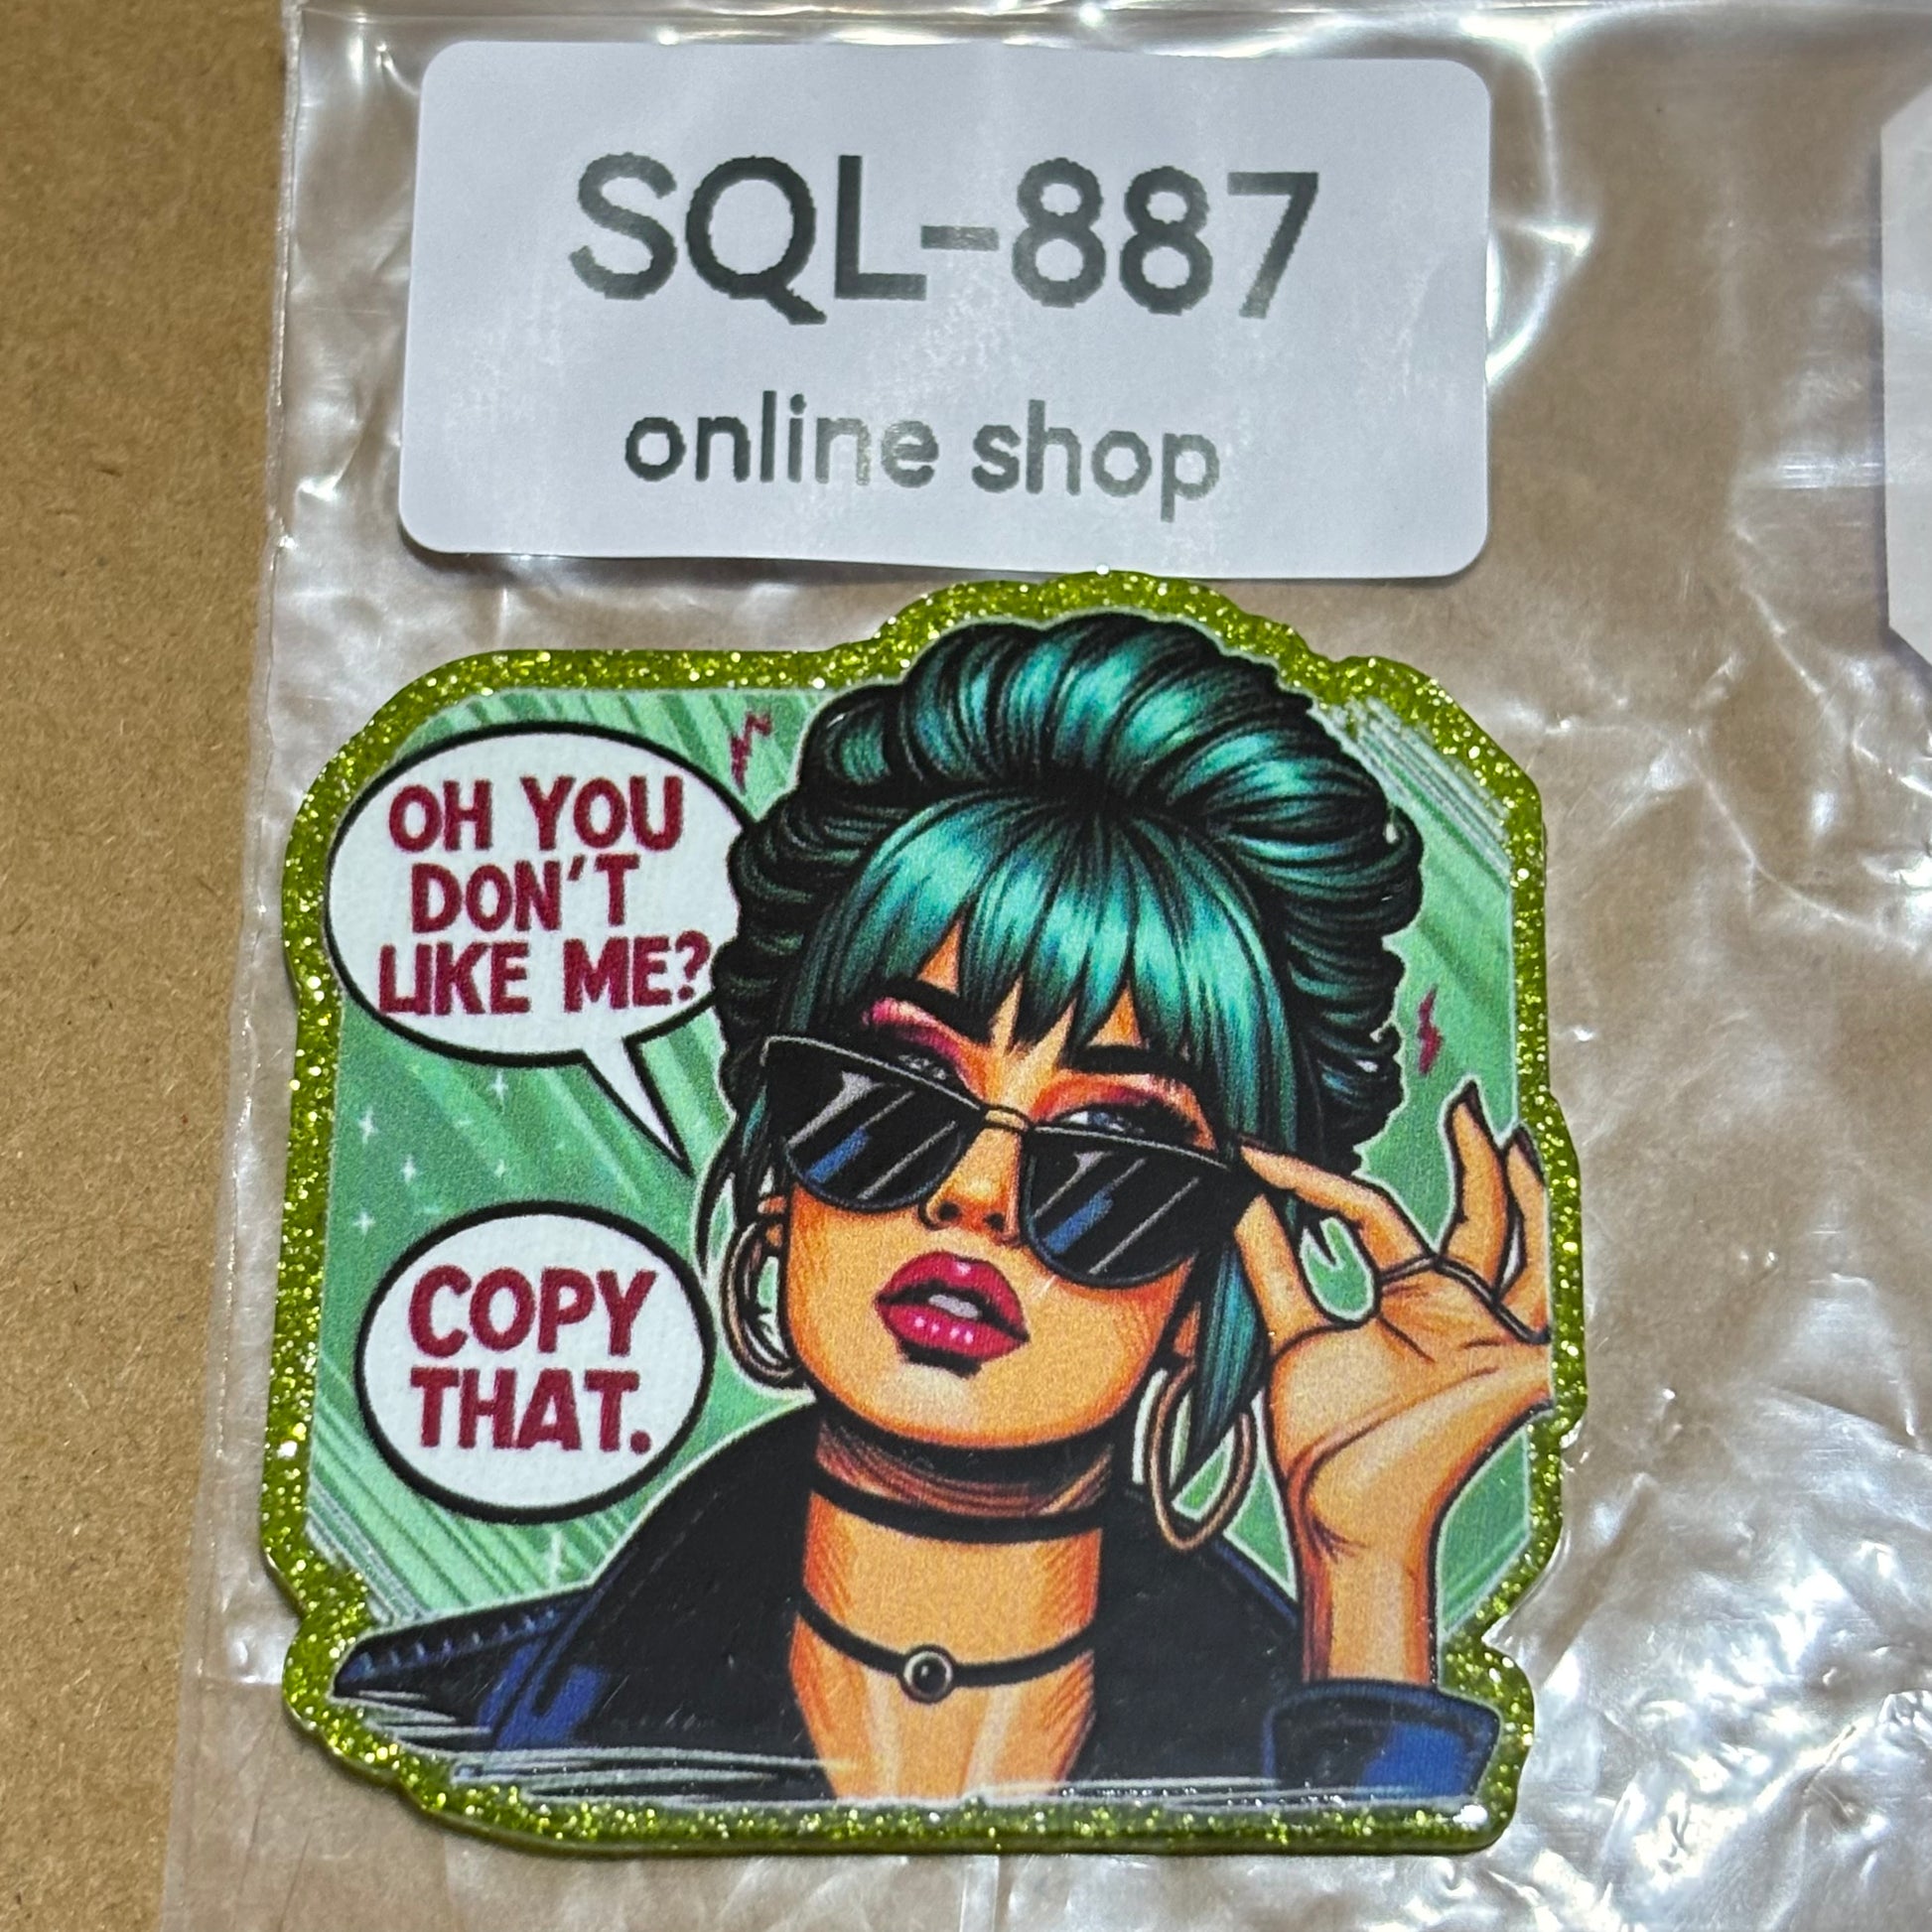 SQL-887
online shop
OH YOU
DON'T
LIKE ME?
COPY
THAT.